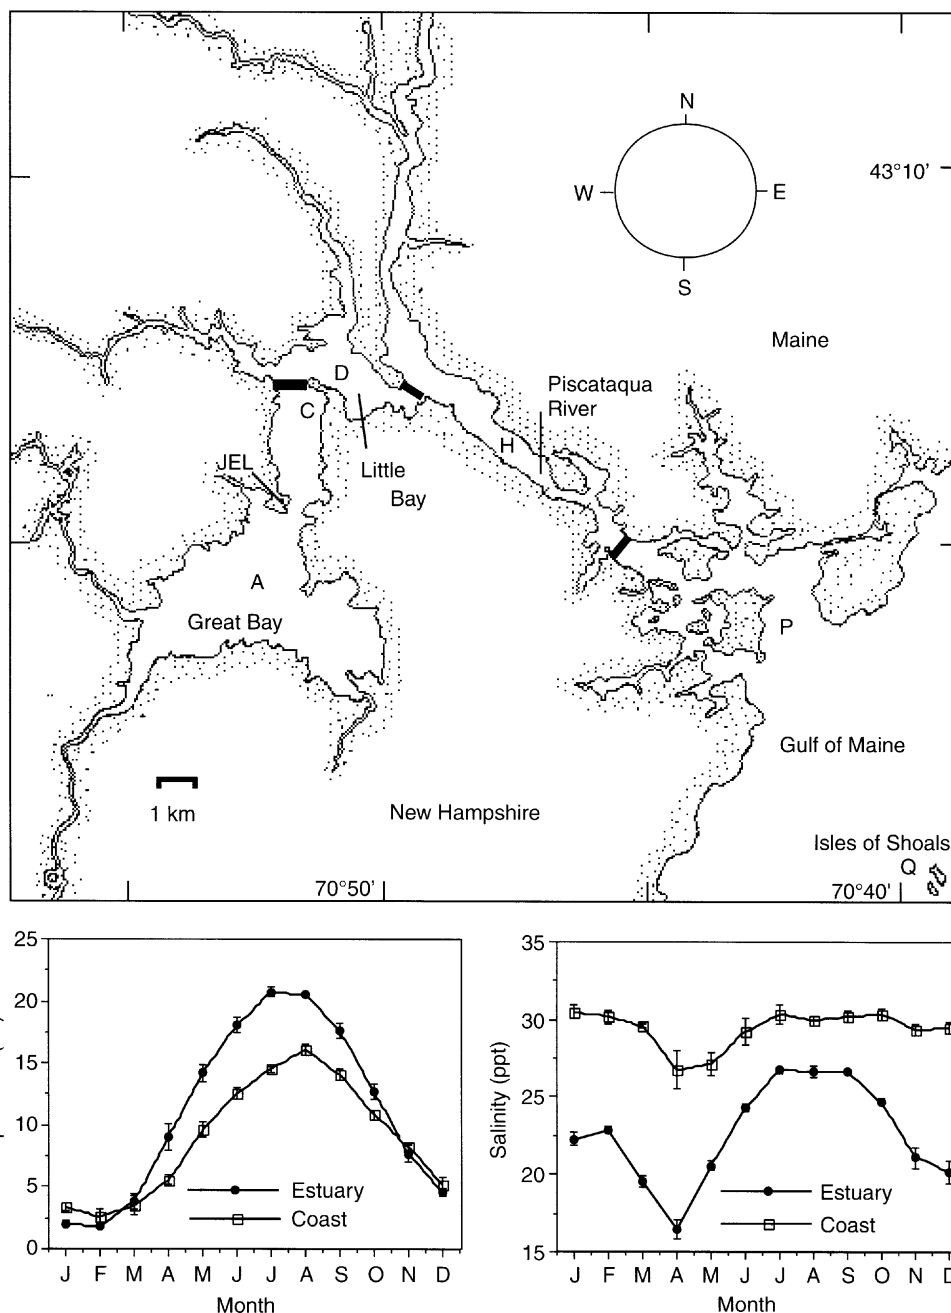 N
43°10'
W
E
S
Maine
D
Piscataqua
River
C
H
JEL
Little
Bay
A
Great Bay
P
Gulf of Maine
1 km
New Hampshire
Isles of Shoals
Q
70°50'
70°40'
25
20
15
10
5
0
Estuary
Coast
J F M A M J J A S O N D
Month
35
30
25
20
15
Salinity (ppt)
Estuary
Coast
J F M A M J J A S O N D
Month